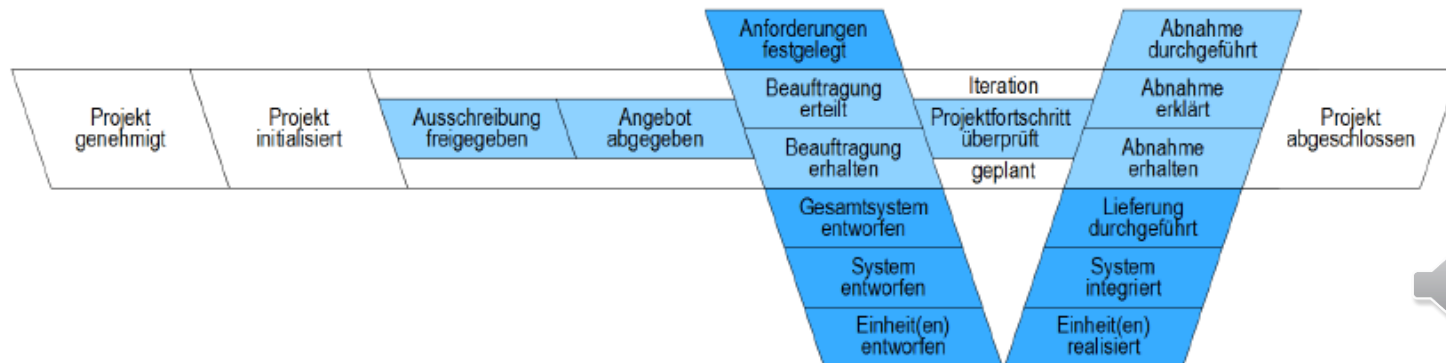 Anforderungen
festgelegt
Abnahme
durchgeführt
Projekt
genehmigt
Projekt
initialisiert
Ausschreibung
freigegeben
Angebot
abgegeben
Beauftragung
erteilt
Beauftragung
erhalten
Iteration
Projektfortschritt
überprüft
geplant
Abnahme
erklärt
Abnahme
erhalten
Projekt
abgeschlossen
Gesamtsystem
entworfen
Lieferung
durchgeführt
System
entworfen
System
integriert
Einheit(en)
entworfen
Einheit(en)
realisiert